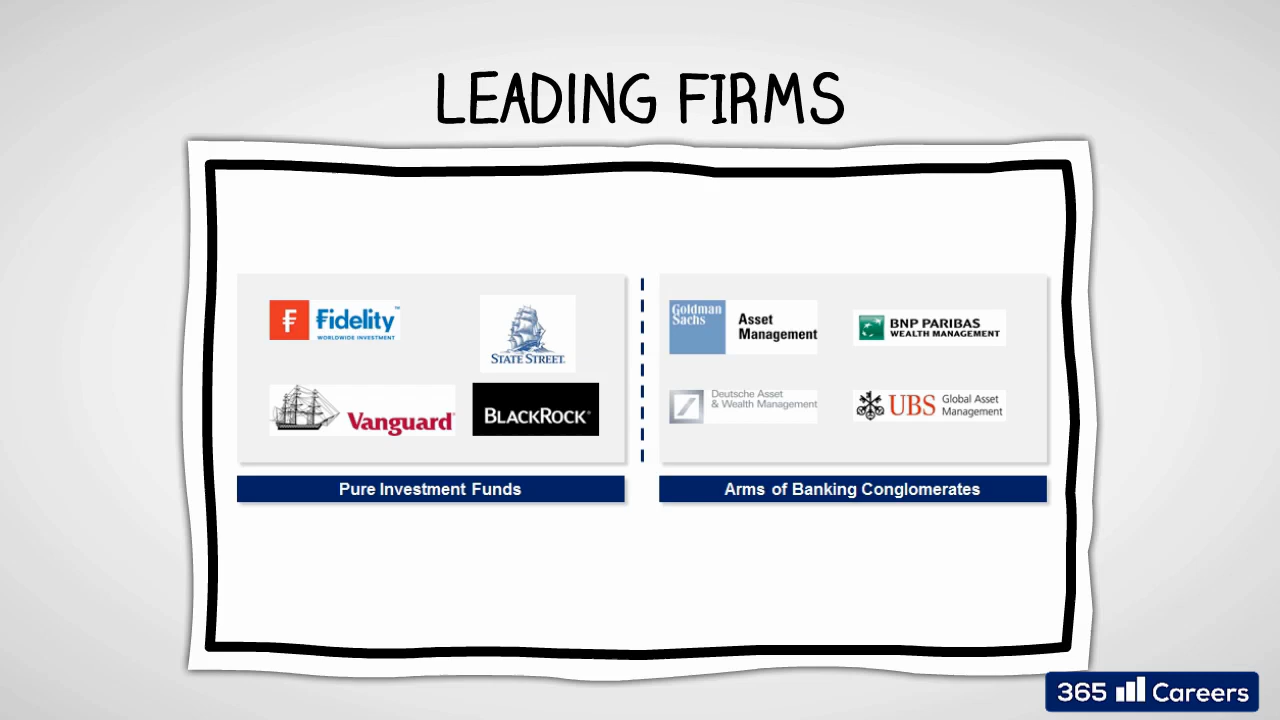 LEADING FIRMS
Fidelity™
WORLDWIDE INVESTMENT
STATE STREET.
Vanguard®
BLACKROCK®
Pure Investment Funds
Goldman
Sachs
Asset
Management
BNP PARIBAS
WEALTH MANAGEMENT
Deutsche Asset
& Wealth Management
UBS
Global Asset
Management
Arms of Banking Conglomerates
365 Careers